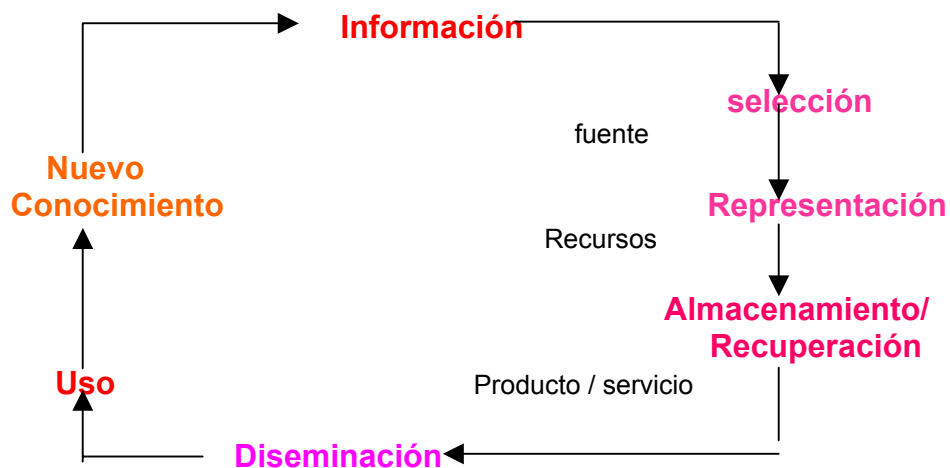 Información
selección
fuente
Nuevo
Conocimiento
Representación
Recursos
Almacenamiento/
Recuperación
Uso
Producto / servicio
Diseminación